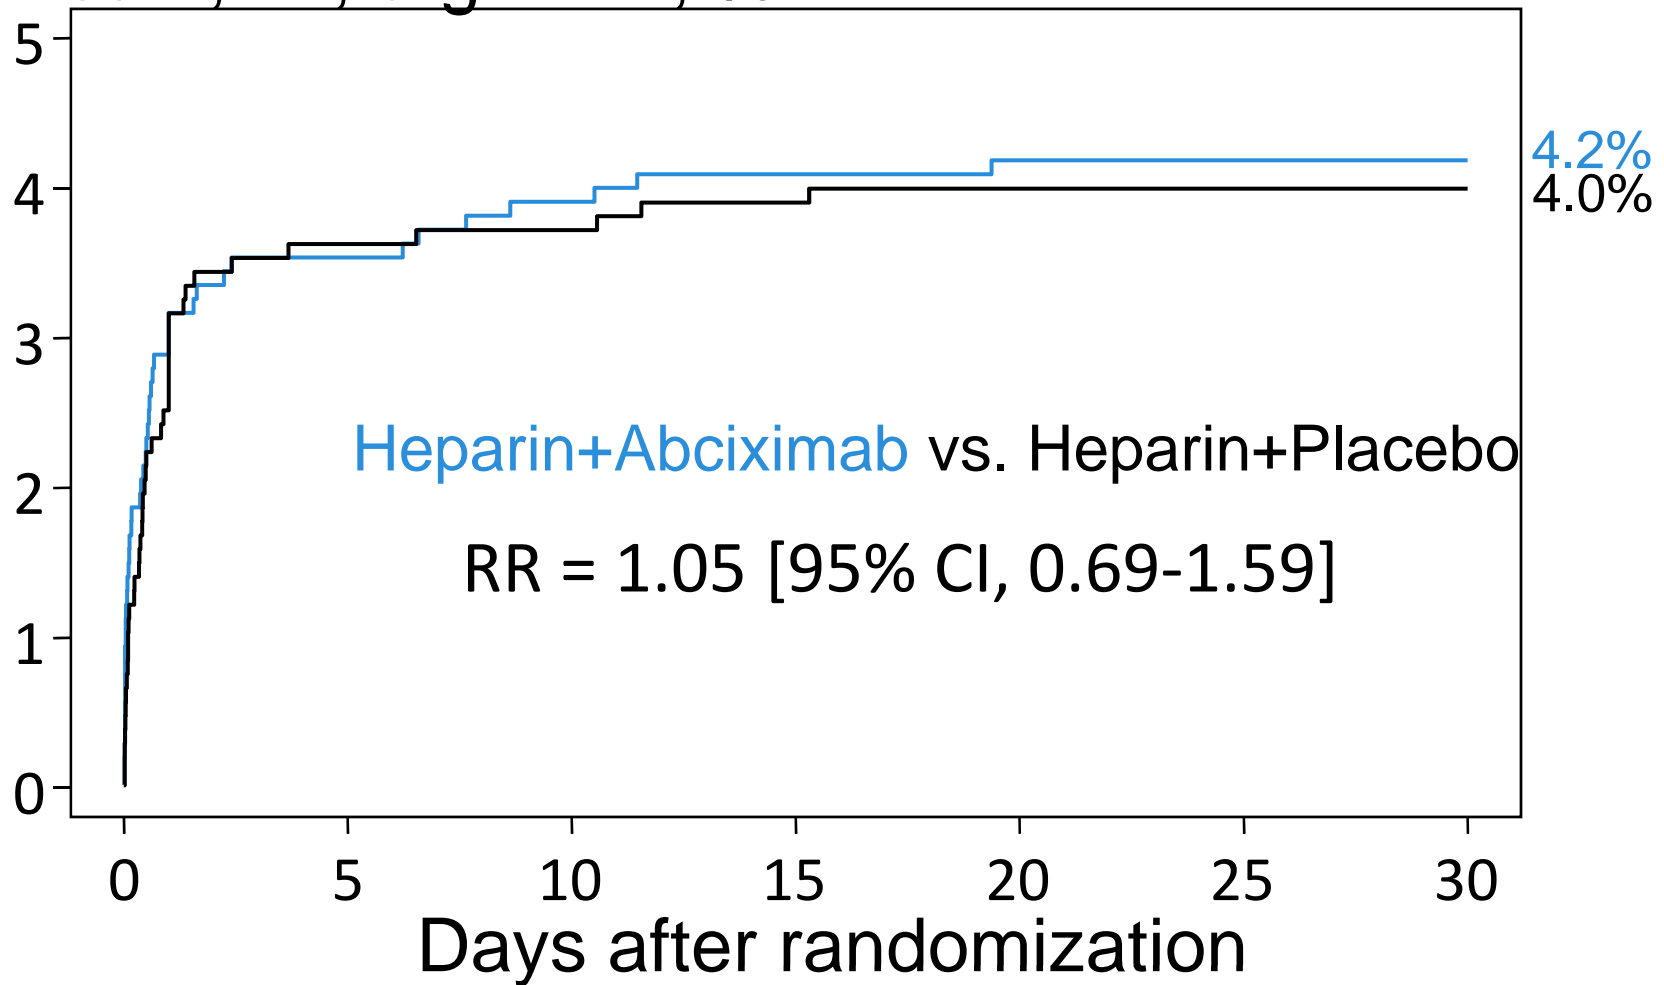 5
4.2%
4
4.0%
3
Heparin+Abciximab vs. Heparin+Placebo
2
RR = 1.05 [95% CI, 0.69-1.59]
1
0
0 5 10 15 20 25 30
Days after randomization